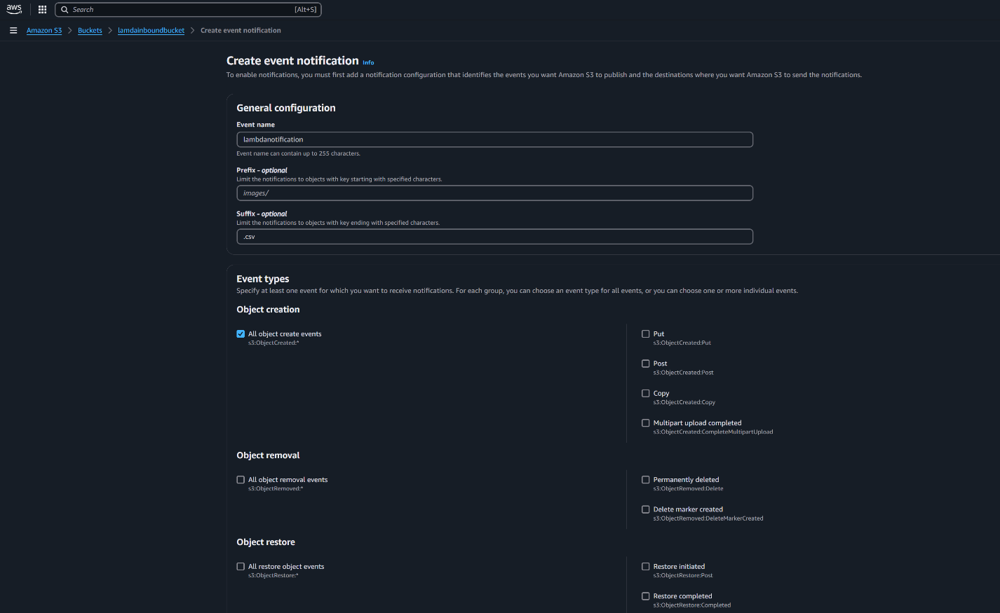 aws
Search [Alt+S]
Amazon S3 > Buckets > lamdainboundbucket > Create event notification
Create event notification Info
To enable notifications, you must first add a notification configuration that identifies the events you want Amazon S3 to publish and the destinations where you want Amazon S3 to send the notifications.
General configuration
Event name
lambdanotification
Event name can contain up to 255 characters.
Prefix - optional
Limit the notifications to objects with key starting with specified characters.
images/
Suffix - optional
Limit the notifications to objects with key ending with specified characters.
.csv
Event types
Specify at least one event for which you want to receive notifications. For each group, you can choose an event type for all events, or you can choose one or more individual events.
Object creation
All object create events
s3:ObjectCreated:*
Put
s3:ObjectCreated:Put
Post
s3:ObjectCreated:Post
Copy
s3:ObjectCreated:Copy
Multipart upload completed
s3:ObjectCreated:CompleteMultipartUpload
Object removal
All object removal events
s3:ObjectRemoved:*
Permanently deleted
s3:ObjectRemoved:Delete
Delete marker created
s3:ObjectRemoved:DeleteMarkerCreated
Object restore
All restore object events
s3:ObjectRestore:*
Restore initiated
s3:ObjectRestore:Post
Restore completed
s3:ObjectRestore:Completed